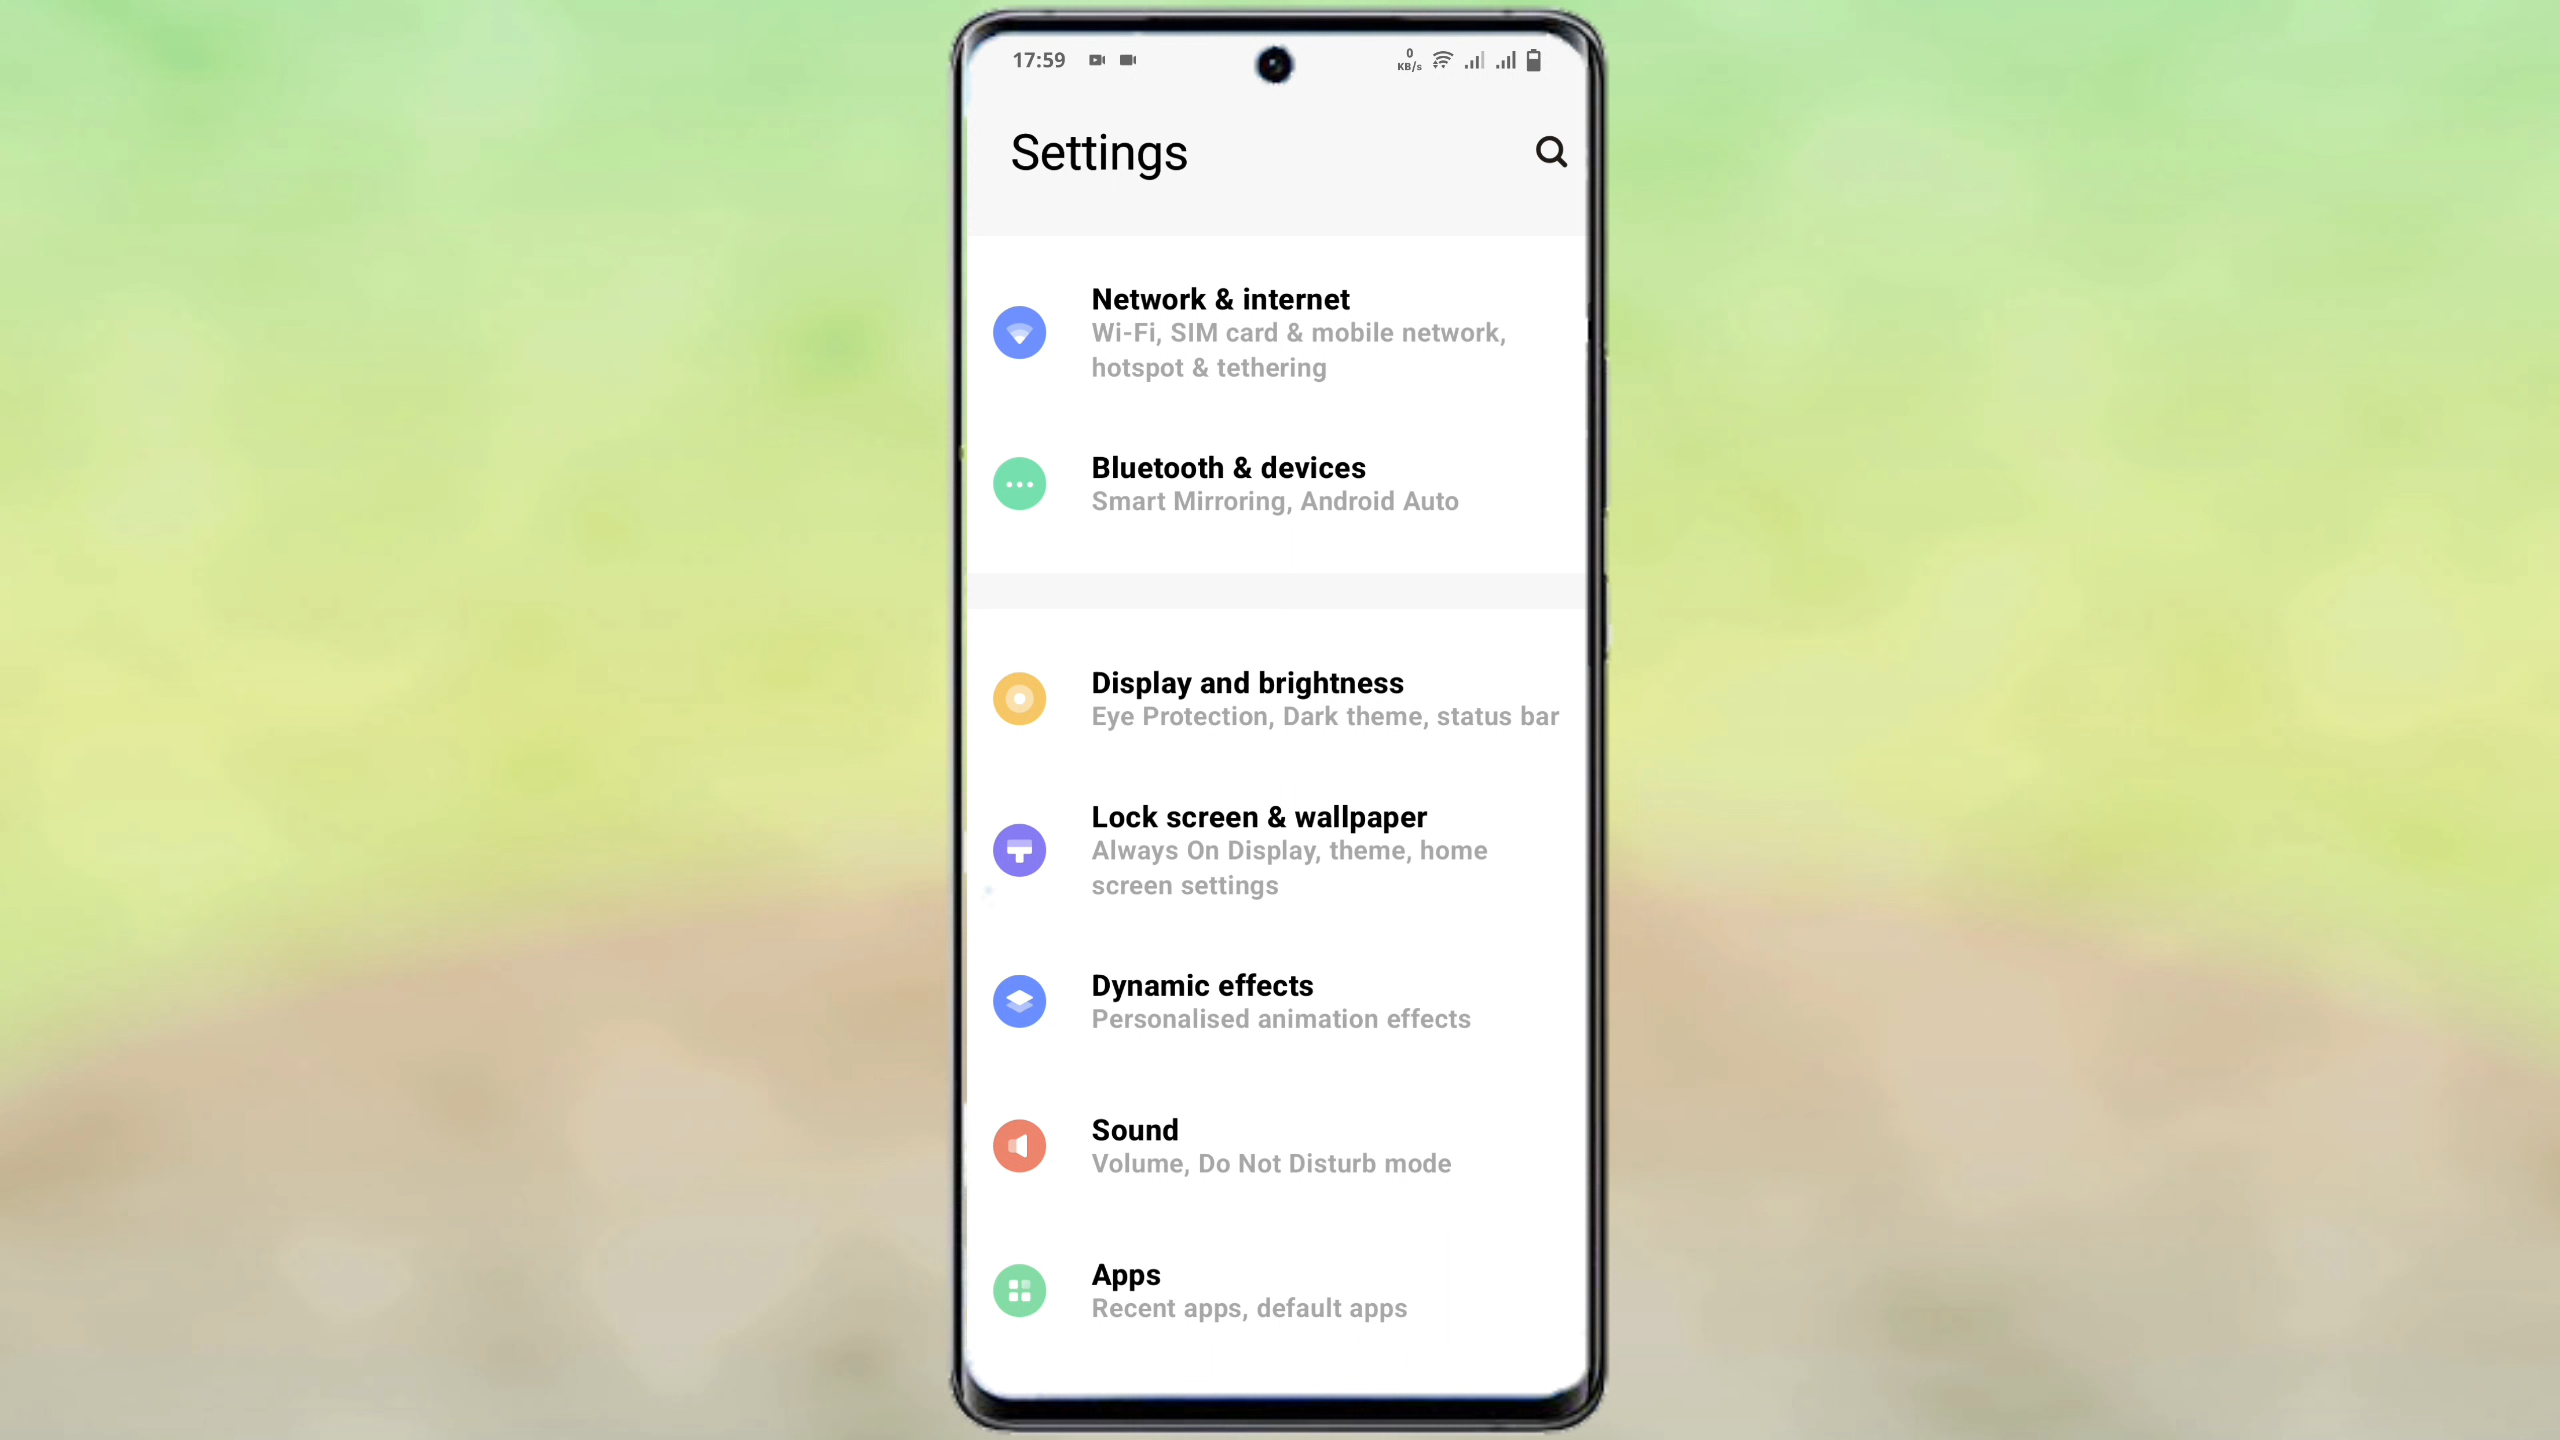 17:59
0
KB/s
Settings
Network & internet
Wi-Fi, SIM card & mobile network,
hotspot & tethering
Bluetooth & devices
Smart Mirroring, Android Auto
Display and brightness
Eye Protection, Dark theme, status bar
Lock screen & wallpaper
Always On Display, theme, home
screen settings
Dynamic effects
Personalised animation effects
Sound
Volume, Do Not Disturb mode
Apps
Recent apps, default apps